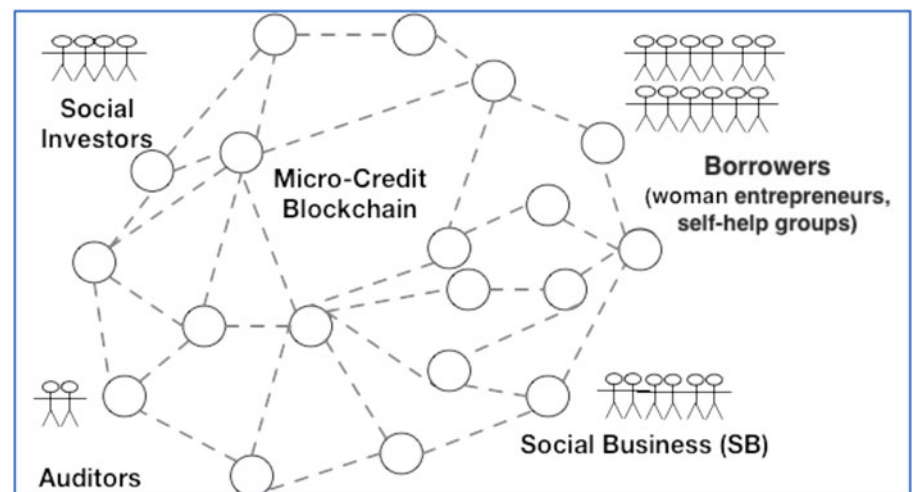 Social
Investors
Micro-Credit
Blockchain
Borrowers
(woman entrepreneurs,
self-help groups)
Social Business (SB)
Auditors